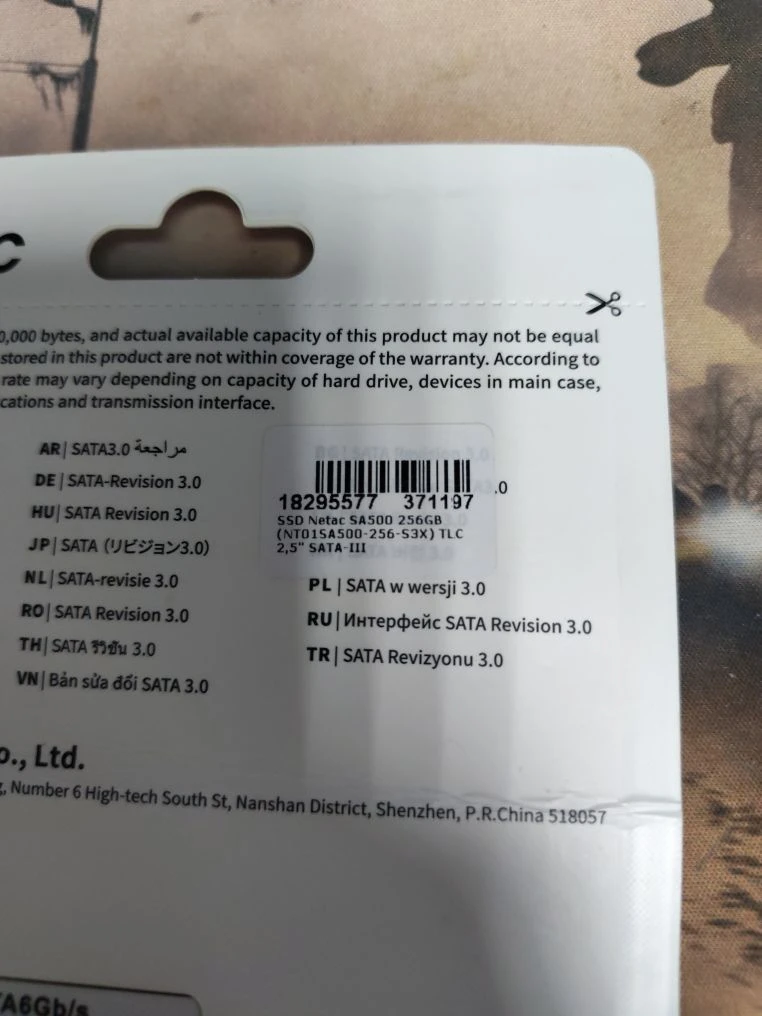 0,000 bytes, and actual available capacity of this product may not be equal
stored in this product are not within coverage of the warranty. According to
rate may vary depending on capacity of hard drive, devices in main case,
cations and transmission interface.
AR| SATA3.0 مراجعة
DE | SATA-Revision 3.0
HU| SATA Revision 3.0
JP | SATA (リビジョン3.0)
NL | SATA-revisie 3.0
RO | SATA Revision 3.0
TH | SATA รีวิชัน 3.0
VN | Bản sửa đổi SATA 3.0
.0
18295577 371197
SSD Netac SA500 256GB
(NT01SA500-256-S3X) TLC
2,5" SATA-III
PL | SATA w wersji 3.0
RU | Интерфейс SATA Revision 3.0
TR | SATA Revizyonu 3.0
o., Ltd.
, Number 6 High-tech South St, Nanshan District, Shenzhen, P.R.China 518057
TA6Gb/s